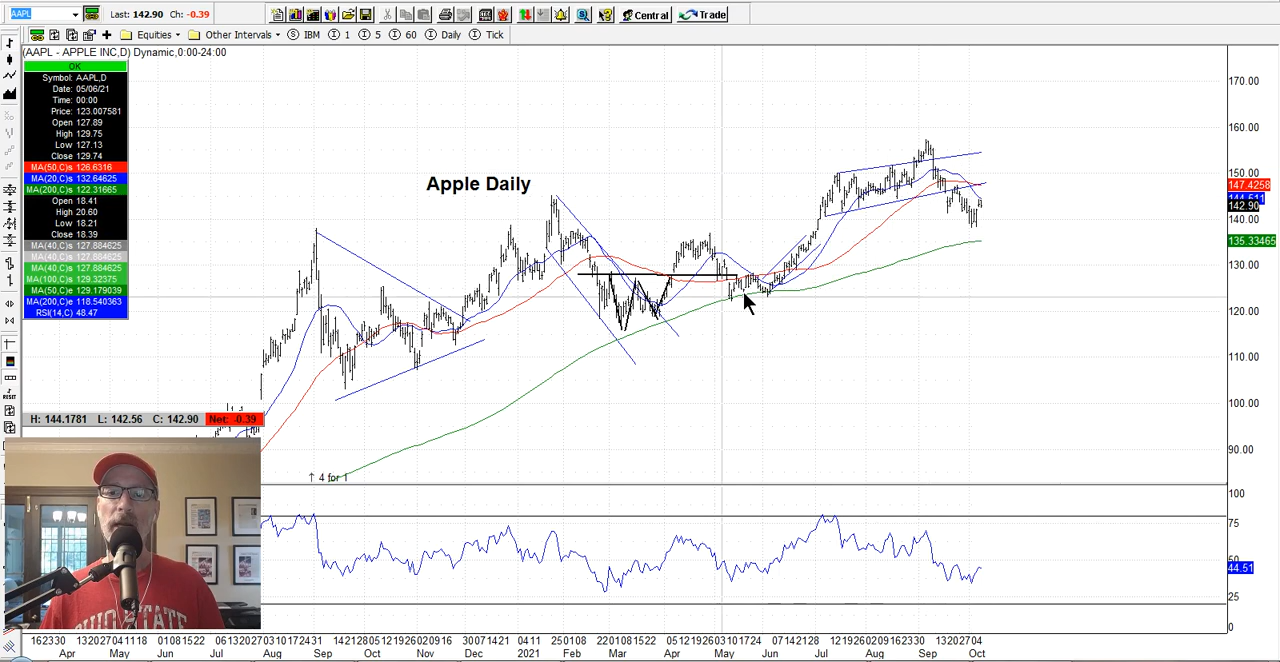 AAPL Last: 142.90 Ch: -0.39 Central Trade
Equities Other Intervals IBM 1 5 60 Daily Tick
(AAPL - APPLE INC,D) Dynamic,0:00-24:00
OK
Symbol: AAPL,D
Date: 05/06/21
Time: 00:00
Price: 123.007581
Open 127.89
High 129.75
Low 127.13
Close 129.74
MA(50,C)s 126.6316
MA(20,C)s 132.64625
MA(200,C)s 122.31665
Open 18.41
High 20.60
Low 18.21
Close 18.39
MA(40,C)s 127.884625
MA(40,C)s 127.884625
MA(40,C)s 127.884625
MA(100,C)s 129.32375
MA(50,C)e 129.179039
MA(200,C)e 118.540363
RSI(14,C) 48.47
Apple Daily
170.00
160.00
150.00
147.4258
142.90
140.00
135.33465
130.00
120.00
110.00
100.00
90.00
H: 144.1781 L: 142.56 C: 142.90 Net: -0.39
↑ 4 for 1
100
75
50
44.51
25
0
RESET
OHIO STATE
Apr May Jun Jul Aug Sep Oct Nov Dec 2021 Feb Mar Apr May Jun Jul Aug Sep Oct